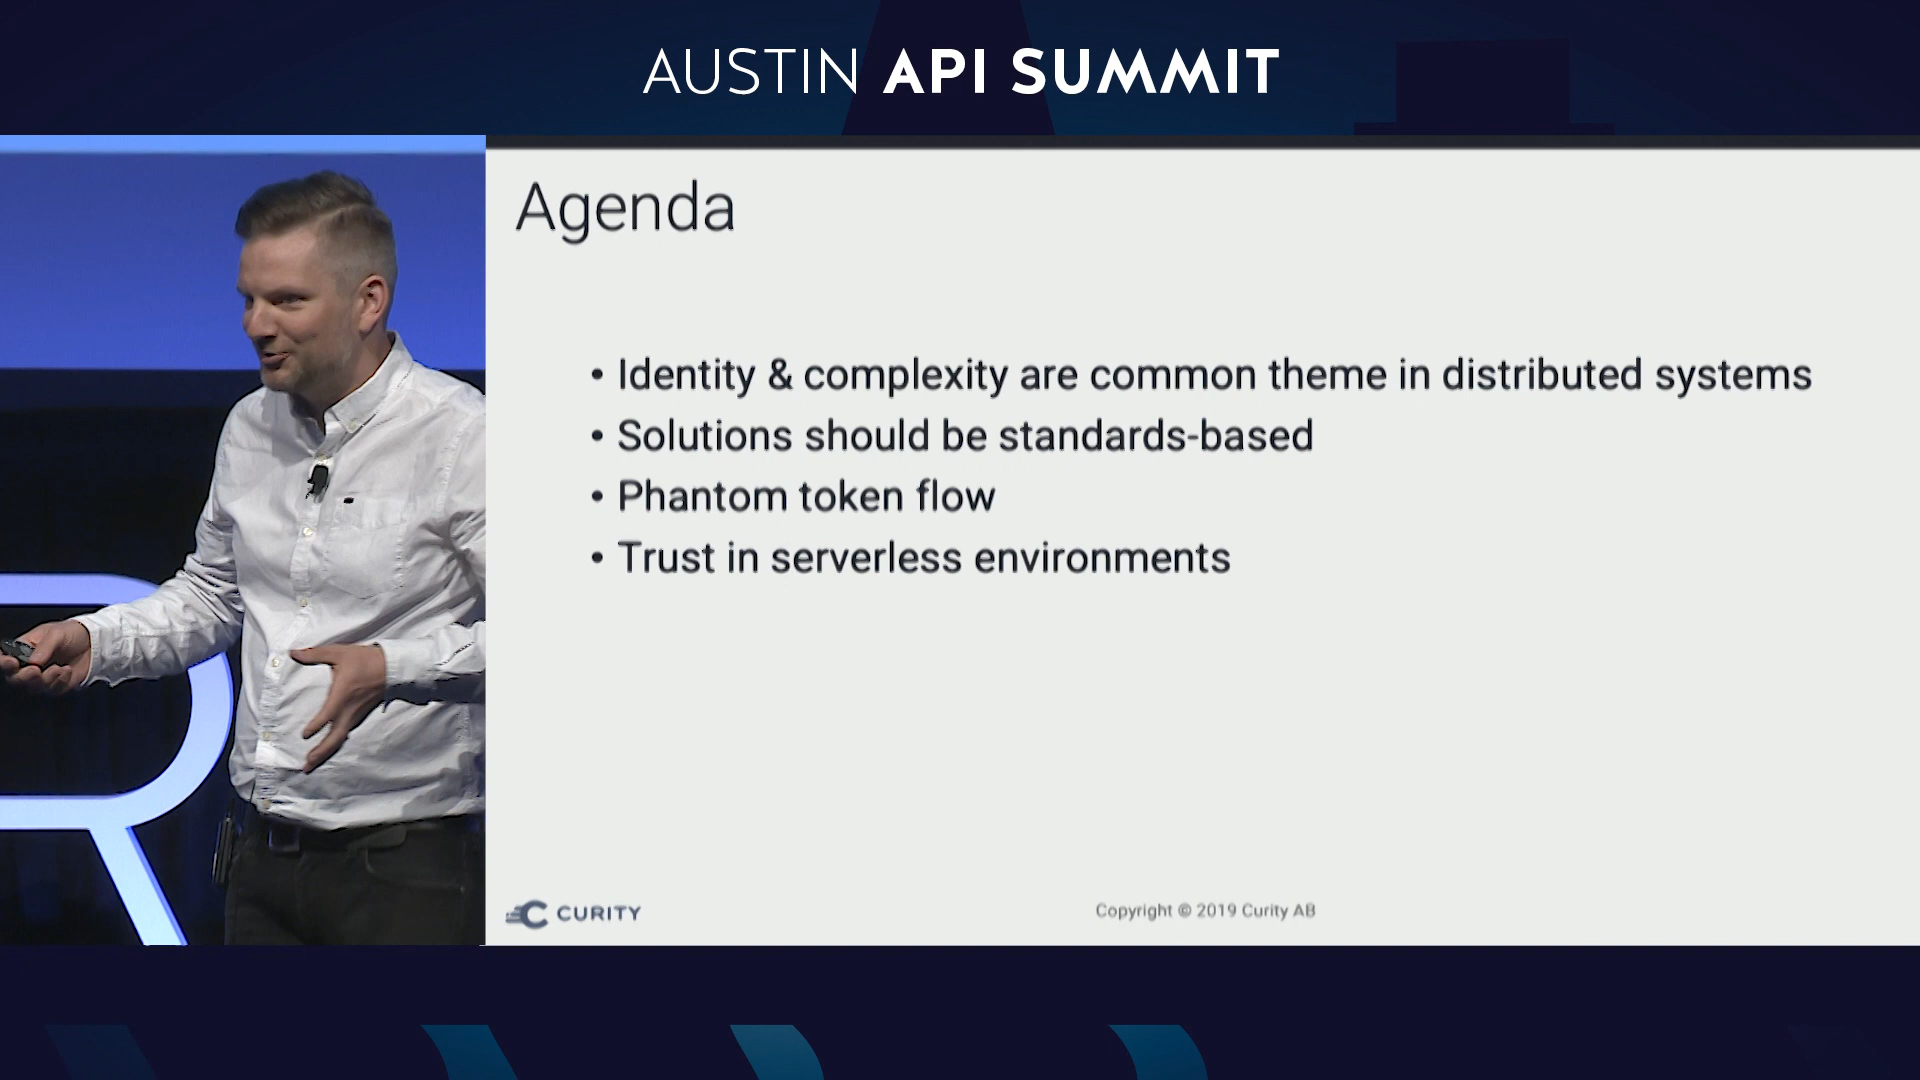 AUSTIN API SUMMIT
Agenda
• Identity & complexity are common theme in distributed systems
• Solutions should be standards-based
• Phantom token flow
• Trust in serverless environments
CURITY
Copyright © 2019 Curity AB